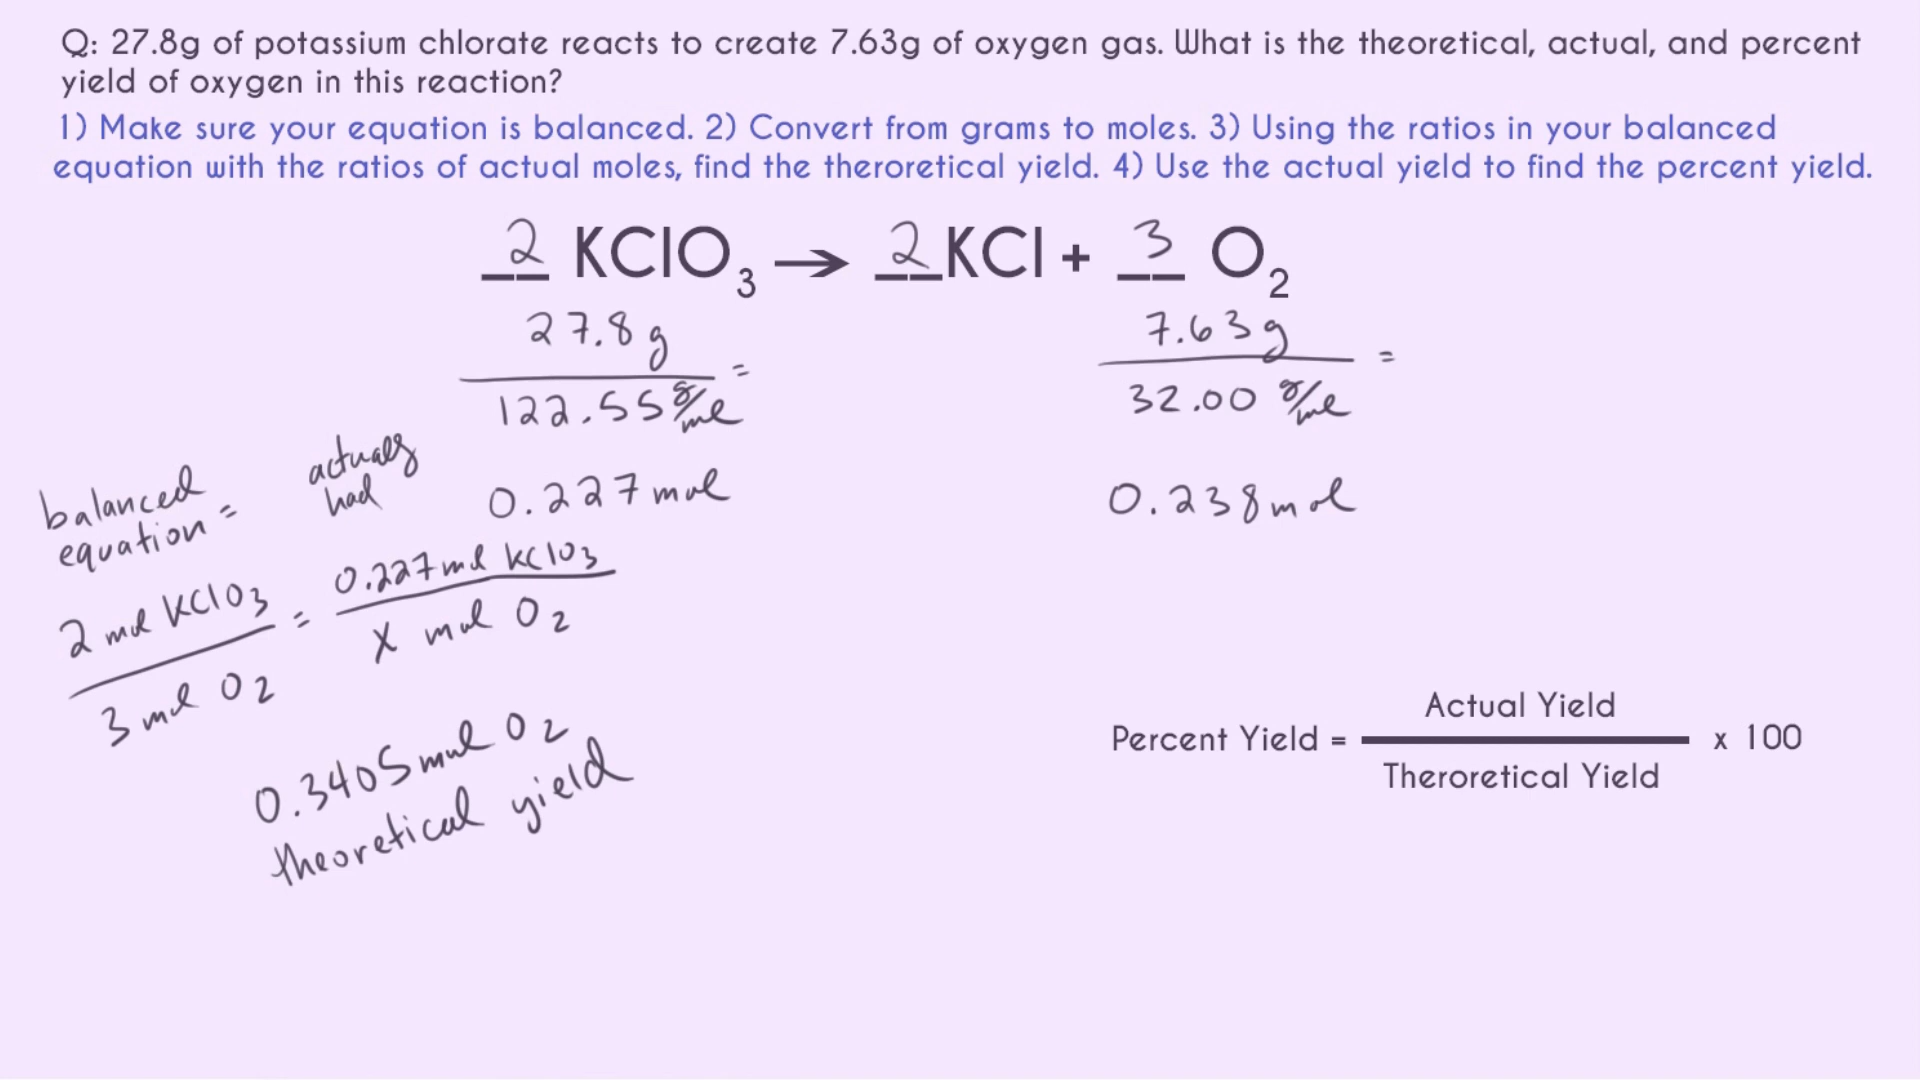 Q: 27.8g of potassium chlorate reacts to create 7.63g of oxygen gas. What is the theoretical, actual, and percent
yield of oxygen in this reaction?
1) Make sure your equation is balanced. 2) Convert from grams to moles. 3) Using the ratios in your balanced
equation with the ratios of actual moles, find the theroretical yield. 4) Use the actual yield to find the percent yield.
2 KClO₃ → 2 KCl + 3 O₂
27.8g
122.55 g/mol =
0.227 mol
7.63g
32.00 g/mol =
0.238 mol
balanced
equation =
actually
had
2 mol KClO₃
3 mol O₂
=
0.227 mol KClO₃
X mol O₂
0.3405 mol O₂
theoretical yield
Percent Yield =
Actual Yield
Theroretical Yield
x 100